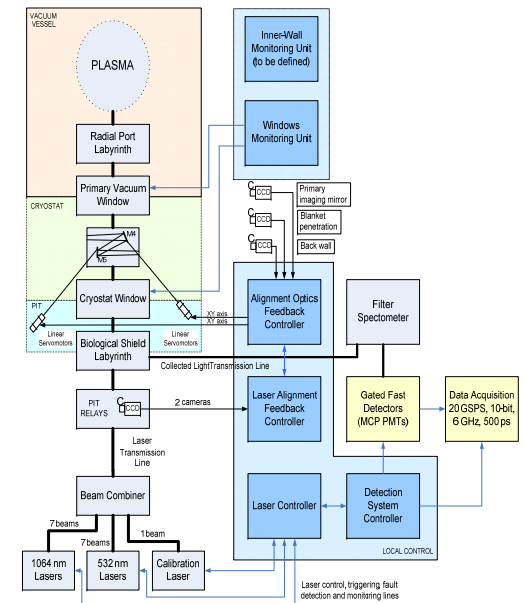 VACUUM
VESSEL
PLASMA
Radial Port
Labyrinth
Primary Vacuum
Window
CRYOSTAT
M4
M5
Cryostat Window
PIT
Linear
Servomotors
Linear
Servomotors
XY axis
XY axis
Biological Shield
Labyrinth
Collected LightTransmission Line
PIT
RELAYS
C
CCD
2 cameras
Laser
Transmission
Line
Beam Combiner
7 beams
7 beams
1 beam
1064 nm
Lasers
532 nm
Lasers
Calibration
Laser
Inner-Wall
Monitoring Unit
(to be defined)
Windows
Monitoring Unit
C
CCD
Primary
imaging mirror
C
CCD
Blanket
penetration
C
CCD
Back wall
Alignment Optics
Feedback
Controller
Filter
Spectometer
Laser Alignment
Feedback
Controller
Gated Fast
Detectors
(MCP PMTs)
Data Acquisition
20 GSPS, 10-bit,
6 GHz, 500 ps
Laser Controller
Detection
System
Controller
LOCAL CONTROL
Laser control, triggering, fault
detection and monitoring lines